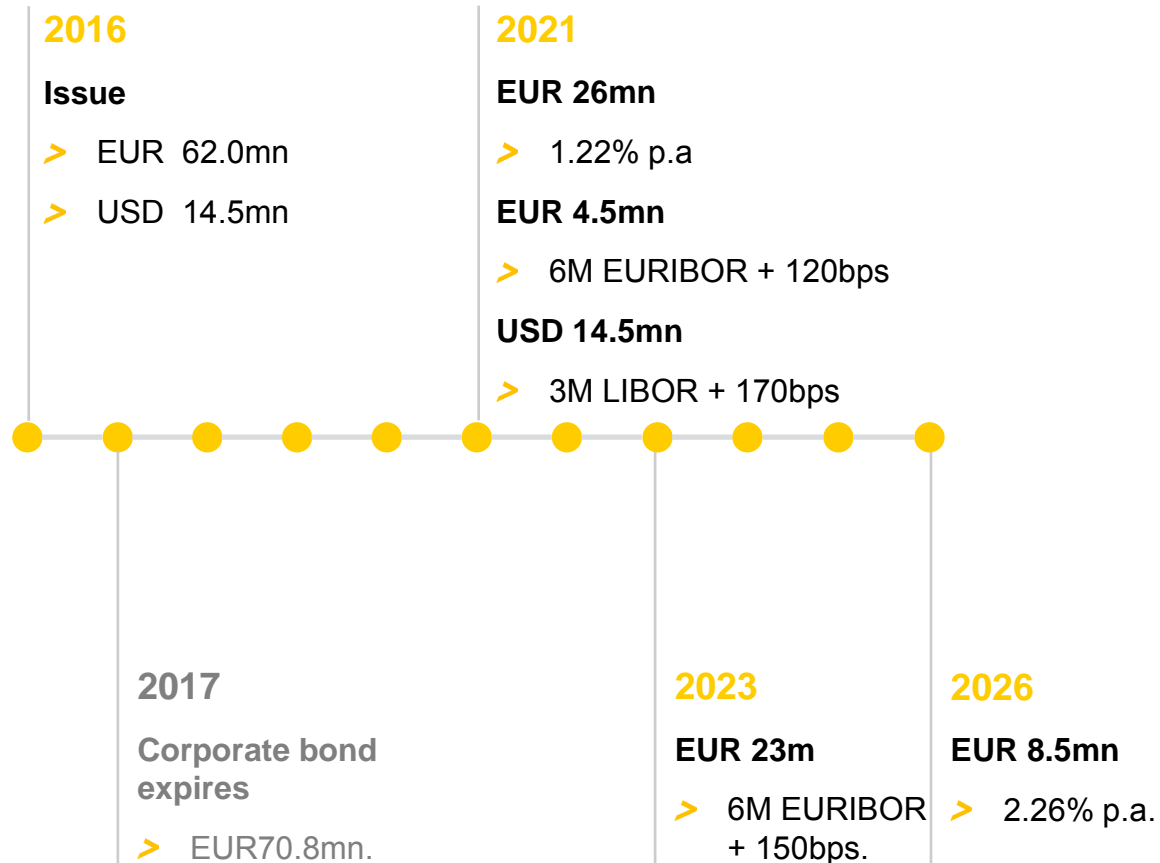 2016
Issue
> EUR 62.0mn
> USD 14.5mn
2021
EUR 26mn
> 1.22% p.a
EUR 4.5mn
> 6M EURIBOR + 120bps
USD 14.5mn
> 3M LIBOR + 170bps
2017
Corporate bond
expires
> EUR70.8mn.
2023
EUR 23m
> 6M EURIBOR
+ 150bps.
2026
EUR 8.5mn
> 2.26% p.a.